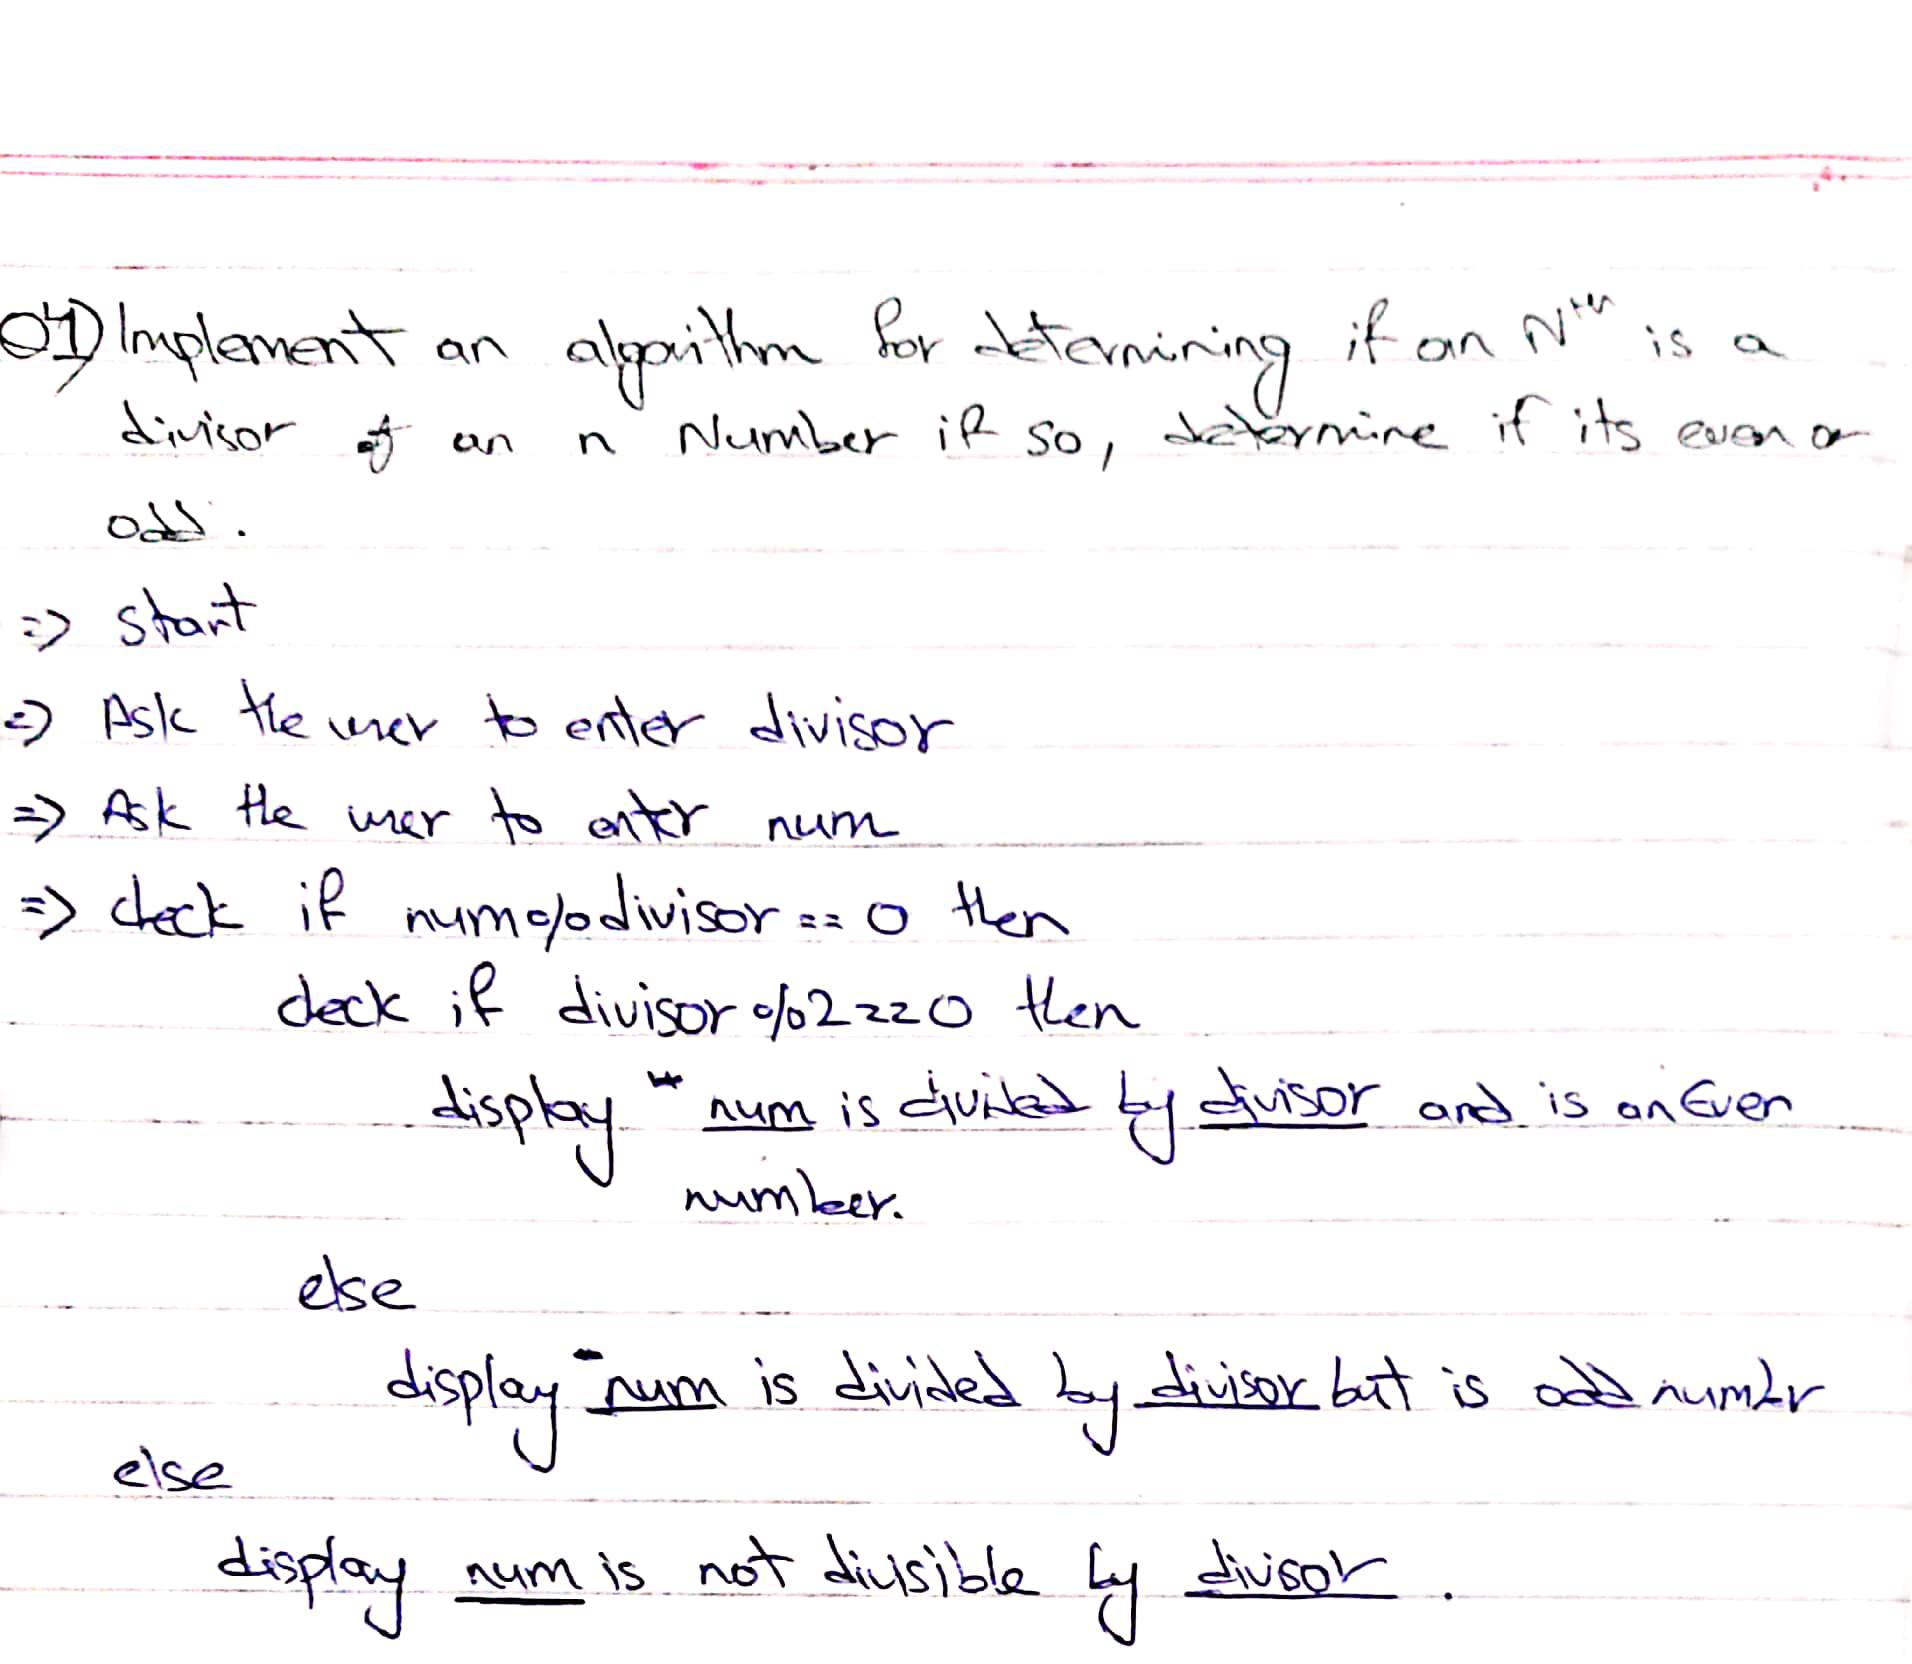 Q1) Implement an algorithm for determining if an Nth is a
divisor of an n Number if so, determine if its even or
odd.
=> start
=> Ask the user to enter divisor
=> Ask the user to enter num
=> check if num%divisor == 0 then
check if divisor%2==0 then
display " num is divided by divisor and is an Even
number.
else
display "num is divided by divisor but is odd number
else
display num is not divisible by divisor.